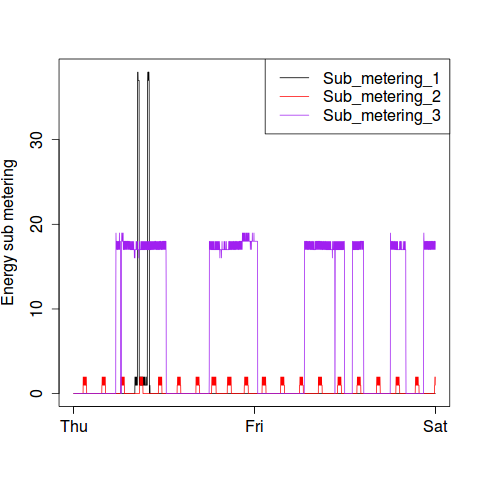 Sub_metering_1
Sub_metering_2
Sub_metering_3
Energy sub metering
30
20
10
0
Thu Fri Sat